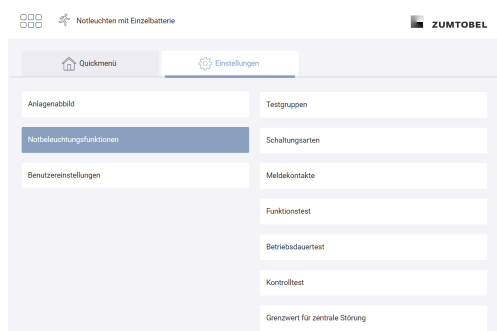 Notleuchten mit Einzelbatterie
ZUMTOBEL
Quickmenü
Einstellungen
Anlagenabbild
Notbeleuchtungsfunktionen
Benutzereinstellungen
Testgruppen
Schaltungsarten
Meldekontakte
Funktionstest
Betriebsdauertest
Kontrolltest
Grenzwert für zentrale Störung